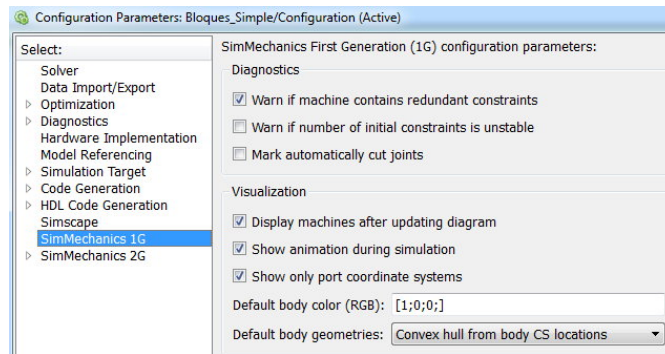 Configuration Parameters: Bloques_Simple/Configuration (Active)
Select:
Solver
Data Import/Export
Optimization
Diagnostics
Hardware Implementation
Model Referencing
Simulation Target
Code Generation
HDL Code Generation
Simscape
SimMechanics 1G
SimMechanics 2G
SimMechanics First Generation (1G) configuration parameters:
Diagnostics
Warn if machine contains redundant constraints
Warn if number of initial constraints is unstable
Mark automatically cut joints
Visualization
Display machines after updating diagram
Show animation during simulation
Show only port coordinate systems
Default body color (RGB): [1;0;0;]
Default body geometries: Convex hull from body CS locations